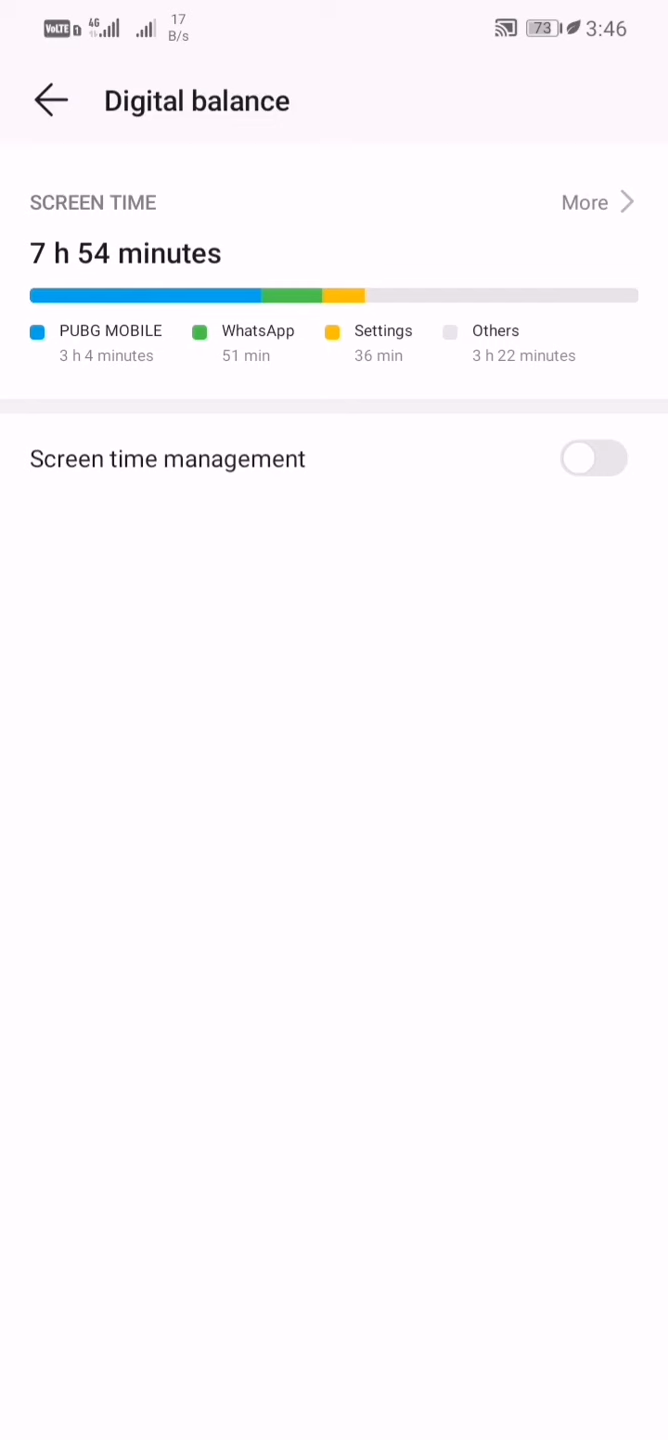 VoLTE 1 4G 17 B/s 73 3:46
Digital balance
SCREEN TIME More
7 h 54 minutes
PUBG MOBILE WhatsApp Settings Others
3 h 4 minutes 51 min 36 min 3 h 22 minutes
Screen time management